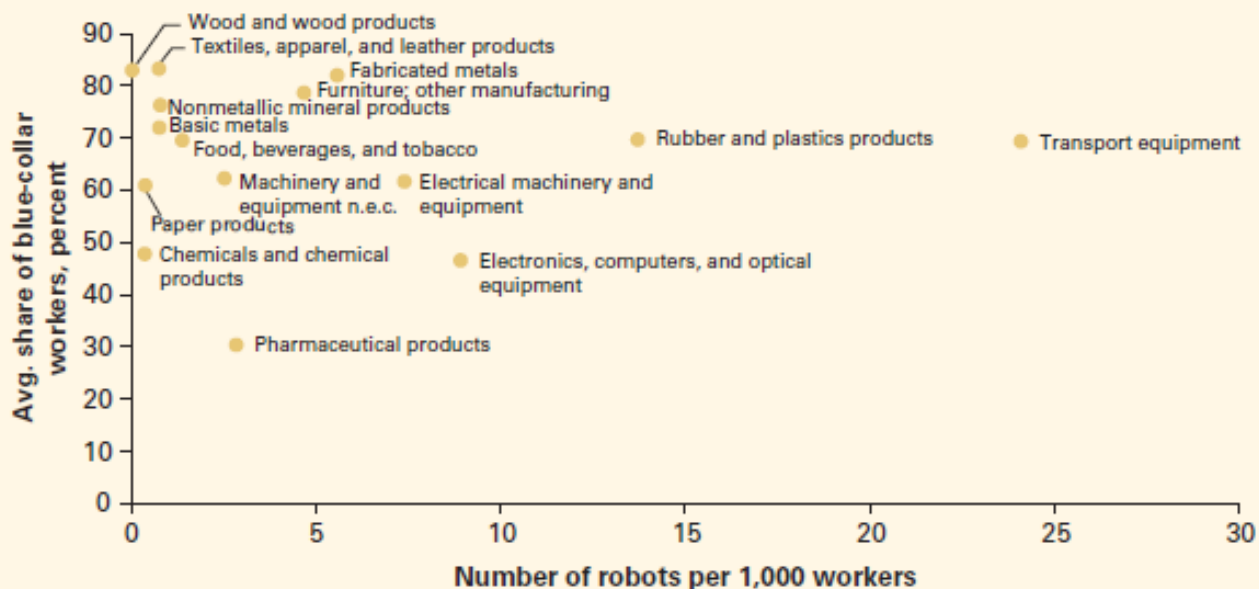 Wood and wood products
Textiles, apparel, and leather products
Fabricated metals
Furniture; other manufacturing
Nonmetallic mineral products
Basic metals
Food, beverages, and tobacco
Rubber and plastics products
Transport equipment
Machinery and
equipment n.e.c.
Electrical machinery and
equipment
Paper products
Chemicals and chemical
products
Electronics, computers, and optical
equipment
Pharmaceutical products
Avg. share of blue-collar
workers, percent
90
80
70
60
50
40
30
20
10
0
0 5 10 15 20 25 30
Number of robots per 1,000 workers